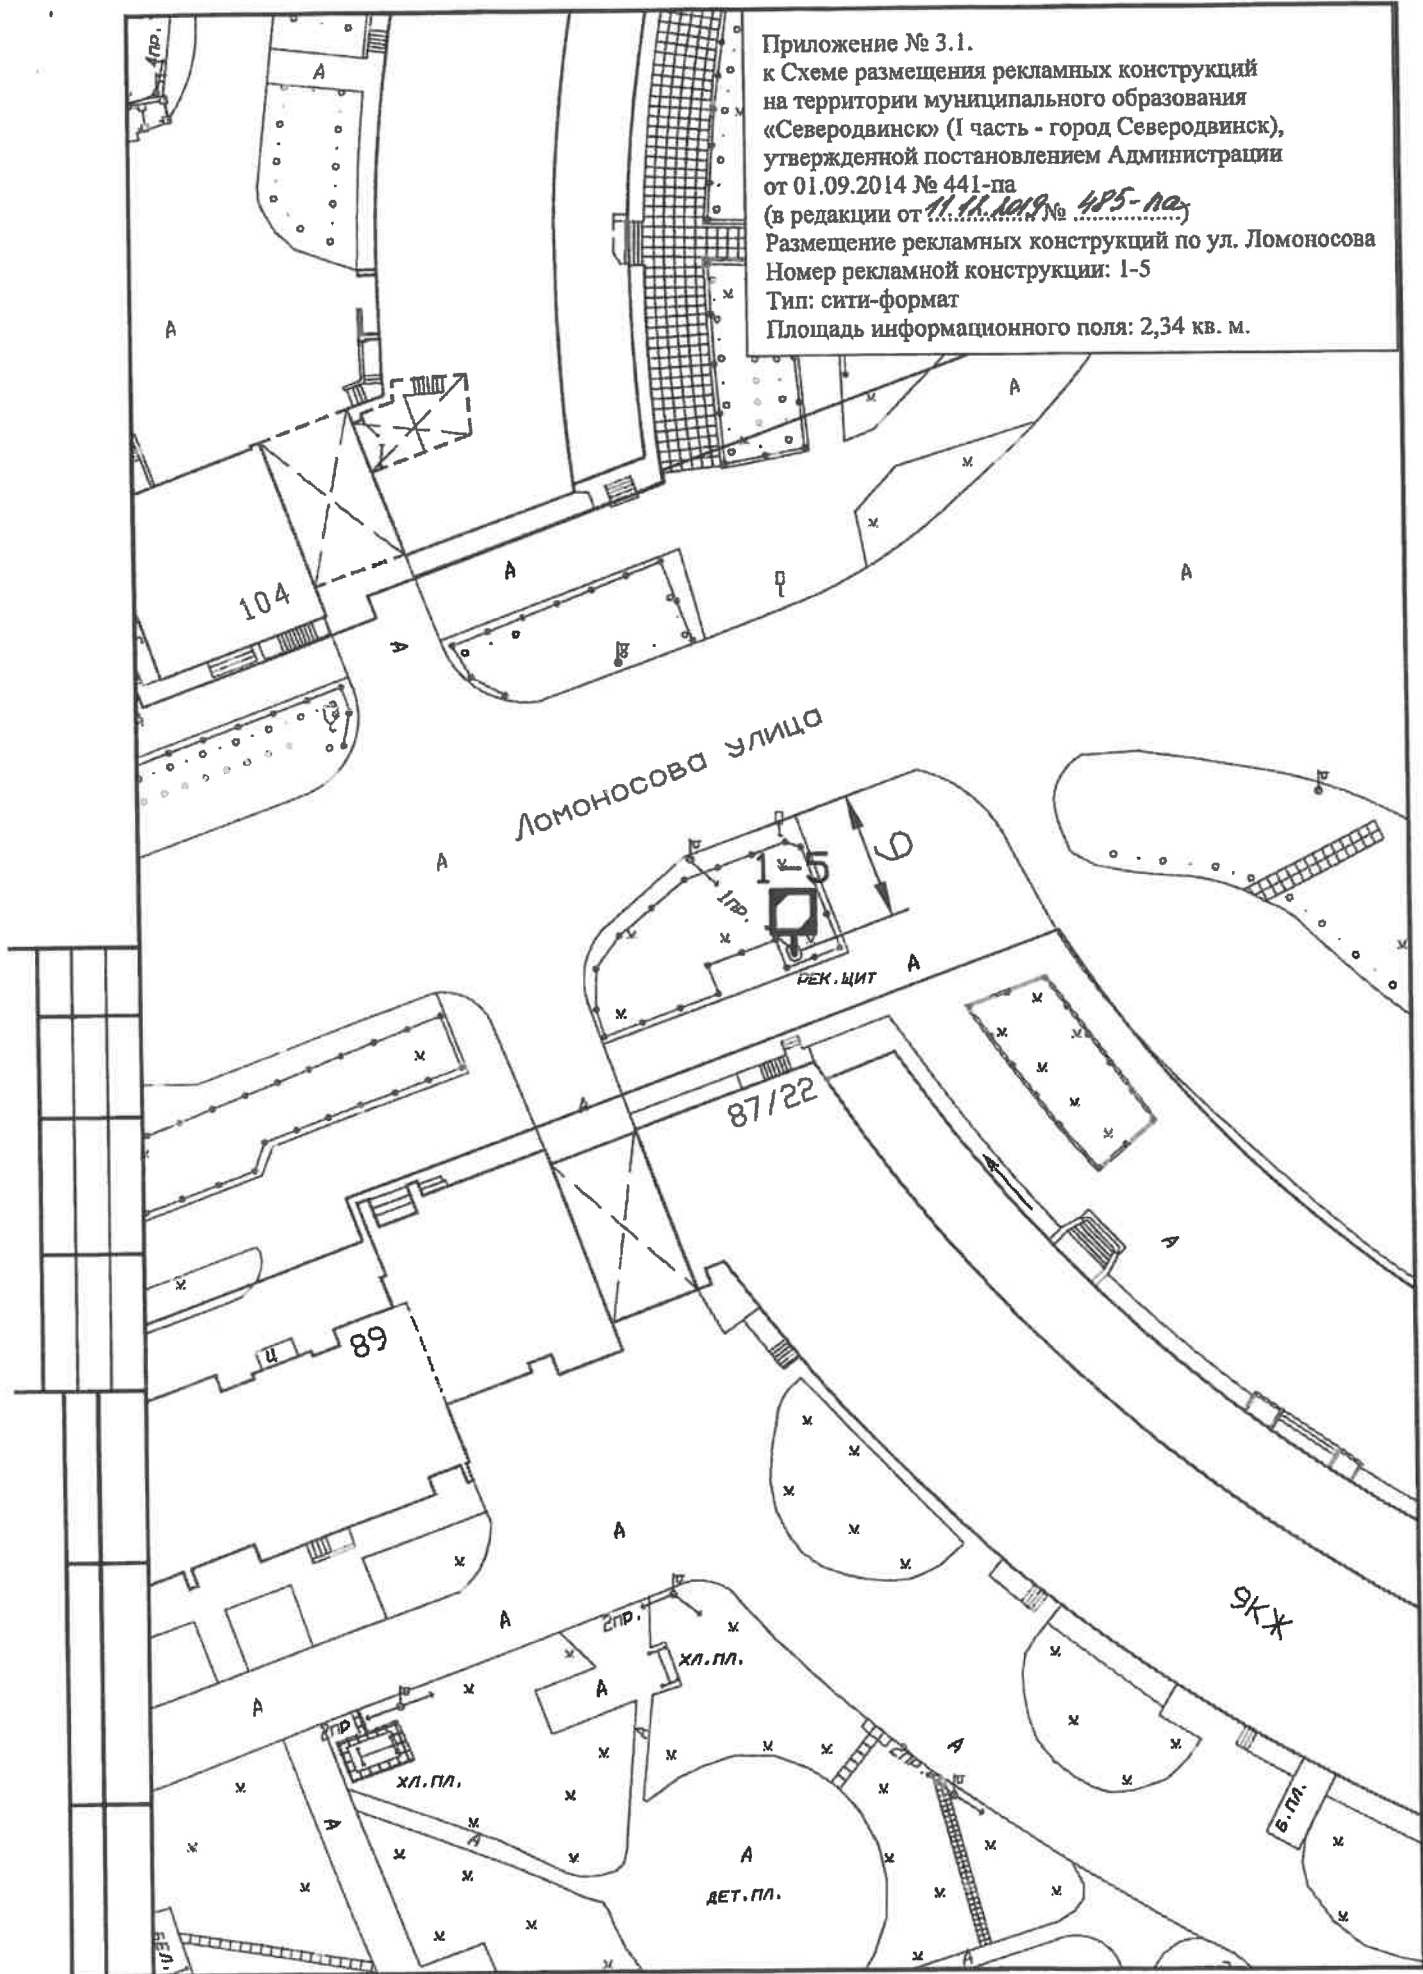 Приложение № 3.1.
к Схеме размещения рекламных конструкций
на территории муниципального образования
«Северодвинск» (I часть - город Северодвинск),
утвержденной постановлением Администрации
от 01.09.2014 № 441-па
(в редакции от 11.12.2019 № 485-па)
Размещение рекламных конструкций по ул. Ломоносова
Номер рекламной конструкции: 1-5
Тип: сити-формат
Площадь информационного поля: 2,34 кв. м.
4пр.
А
А
А
А
А
104
А
Ломоносова улица
А
1-5
6
1пр.
РЕК.ЩИТ
А
87/22
А
А
А
89
Ц
А
9КЖ
2пр.
А
ХЛ.ПЛ.
А
А
2пр
ХЛ.ПЛ.
А
2пр.
А
Б.ПЛ.
А
А
А
ДЕТ.ПЛ.
А